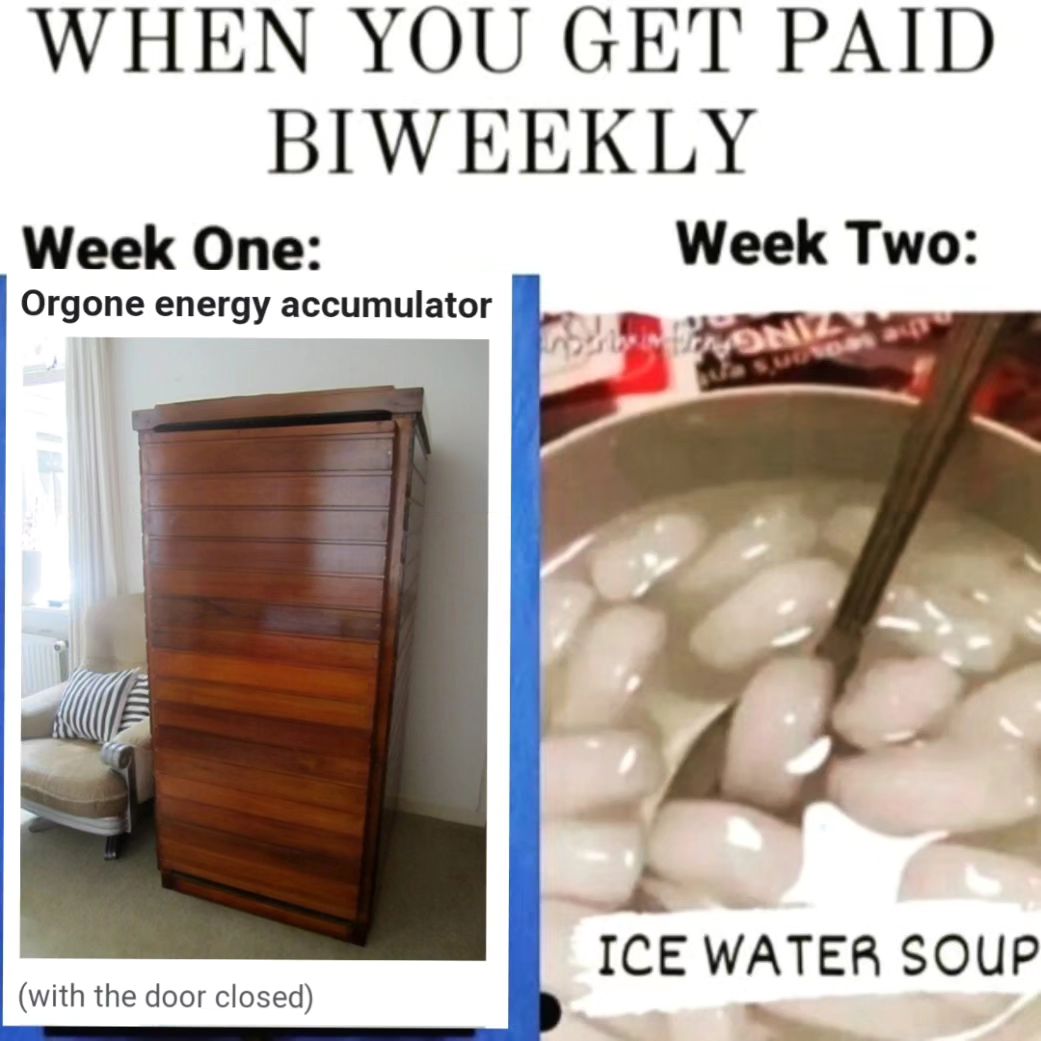 WHEN YOU GET PAID
BIWEEKLY
Week One:
Week Two:
Orgone energy accumulator
(with the door closed)
ICE WATER SOUP